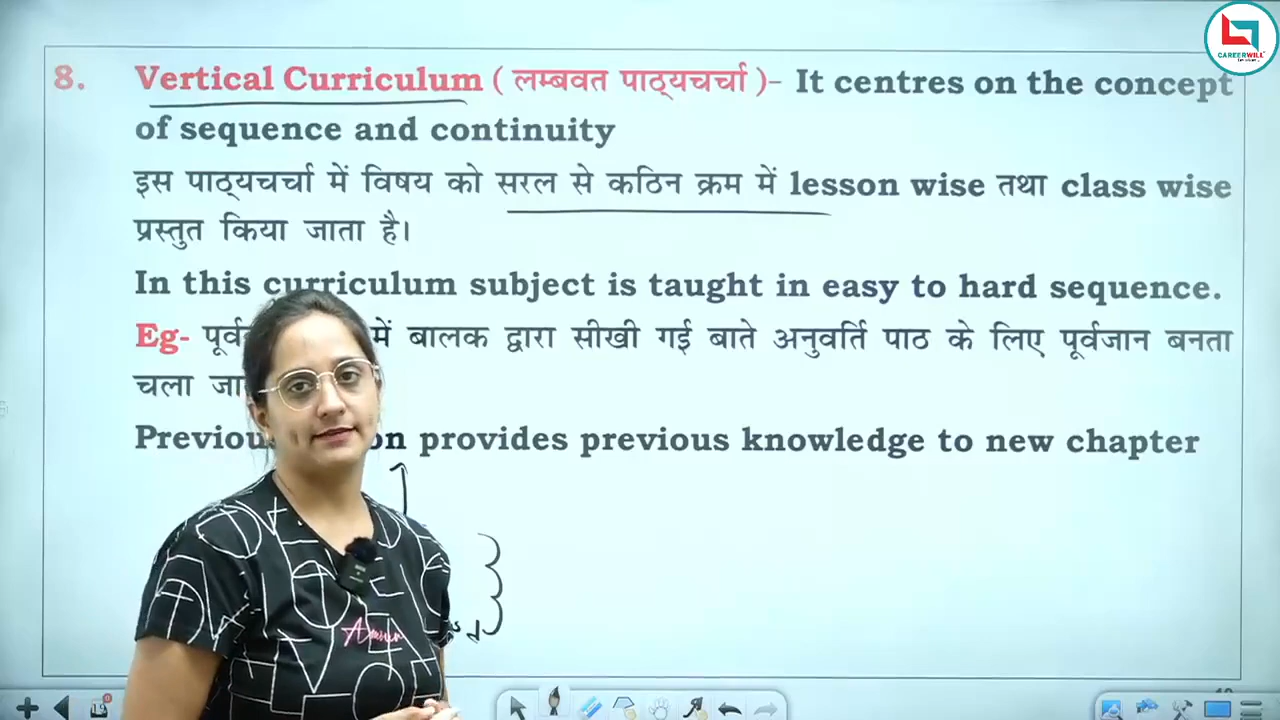 CAREERWILL
8. Vertical Curriculum ( लम्बवत पाठ्यचर्चा )- It centres on the concept
of sequence and continuity
इस पाठ्यचर्चा में विषय को सरल से कठिन क्रम में lesson wise तथा class wise
प्रस्तुत किया जाता है।
In this curriculum subject is taught in easy to hard sequence.
Eg- में बालक द्वारा सीखी गई बाते अनुवर्ति पाठ के लिए पूर्वजान बनता
चला
provides previous knowledge to new chapter
19